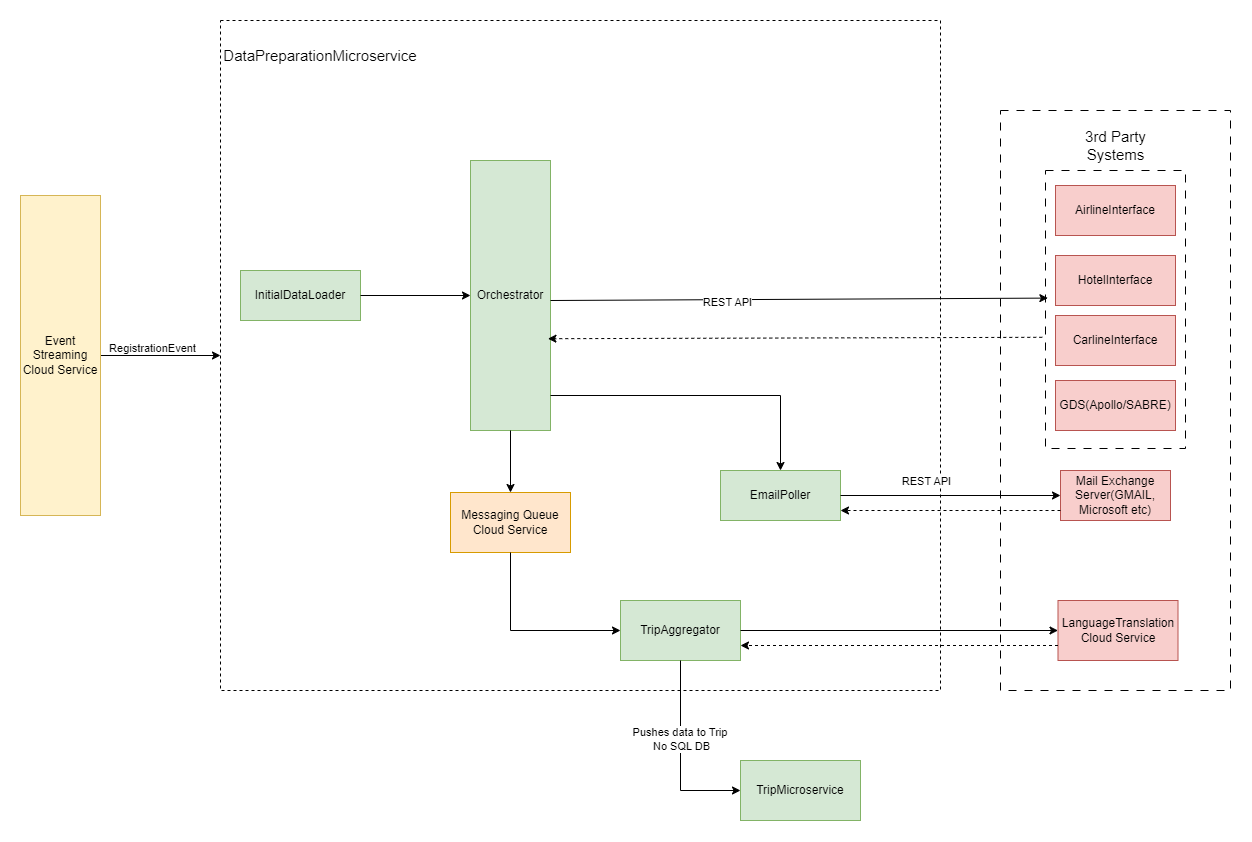 DataPreparationMicroservice
3rd Party
Systems
AirlineInterface
HotelInterface
InitialDataLoader
Orchestrator
REST API
CarlineInterface
Event
Streaming
Cloud Service
RegistrationEvent
GDS(Apollo/SABRE)
EmailPoller
REST API
Mail Exchange
Server(GMAIL,
Microsoft etc)
Messaging Queue
Cloud Service
TripAggregator
LanguageTranslation
Cloud Service
Pushes data to Trip
No SQL DB
TripMicroservice